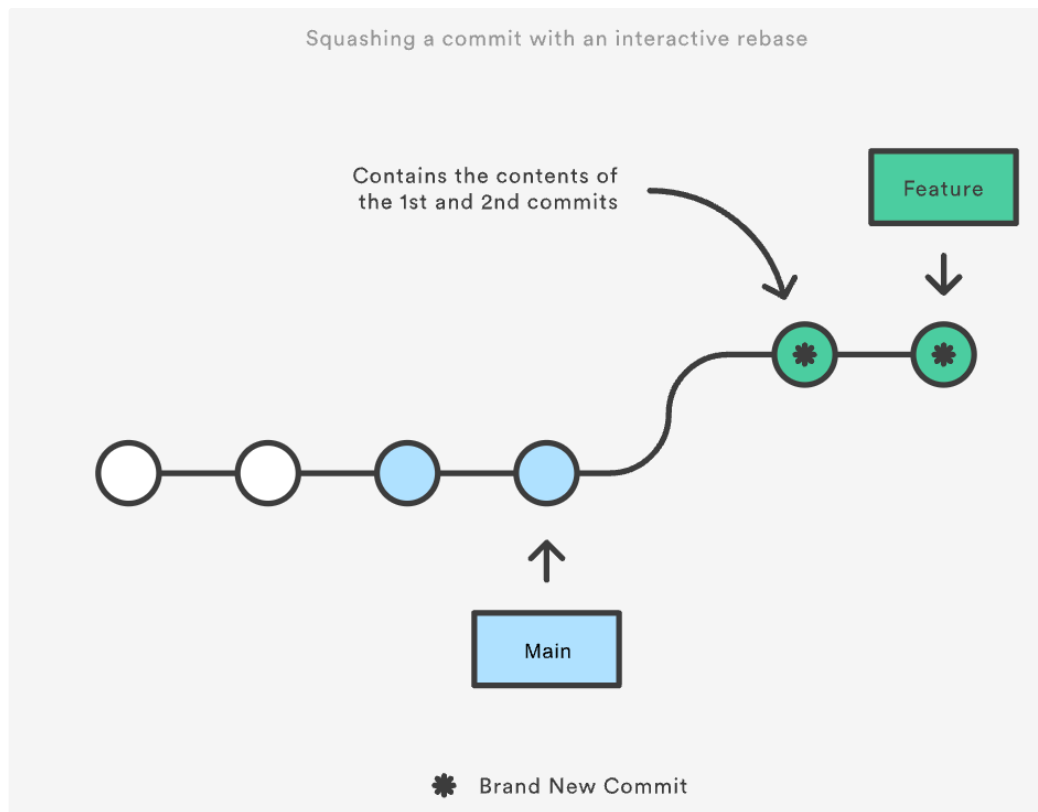 Squashing a commit with an interactive rebase
Contains the contents of
the 1st and 2nd commits
Feature
Main
Brand New Commit